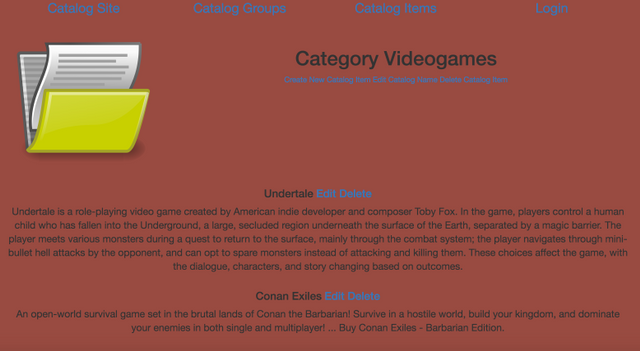 Catalog Site Catalog Groups Catalog Items Login
Category Videogames
Create New Catalog Item Edit Catalog Name Delete Catalog Item
Undertale Edit Delete
Undertale is a role-playing video game created by American indie developer and composer Toby Fox. In the game, players control a human
child who has fallen into the Underground, a large, secluded region underneath the surface of the Earth, separated by a magic barrier. The
player meets various monsters during a quest to return to the surface, mainly through the combat system; the player navigates through mini-
bullet hell attacks by the opponent, and can opt to spare monsters instead of attacking and killing them. These choices affect the game, with
the dialogue, characters, and story changing based on outcomes.
Conan Exiles Edit Delete
An open-world survival game set in the brutal lands of Conan the Barbarian! Survive in a hostile world, build your kingdom, and dominate
your enemies in both single and multiplayer! ... Buy Conan Exiles - Barbarian Edition.